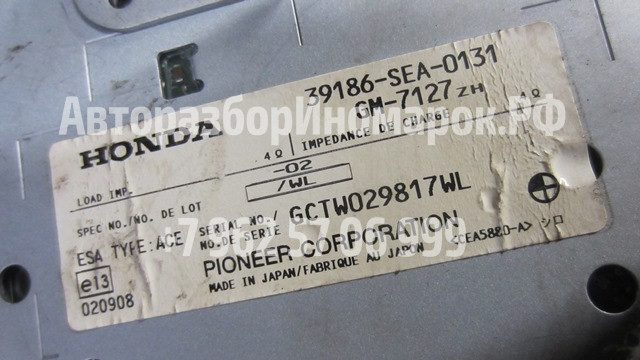 39186-SEA-0131
GM-7127 ZH
HONDA
LOAD IMP. 4Ω IMPEDANCE DE CHARGE 4Ω
-02
/WL
SPEC NO./NO. DE LOT
SERIAL NO./
NO. DE SERIE GCTW029817WL
ESA TYPE: ACE
PIONEER CORPORATION
MADE IN JAPAN/FABRIQUE AU JAPON
<CEA5880-A> シロ
e13
020908
АвторазборИномарок.РФ